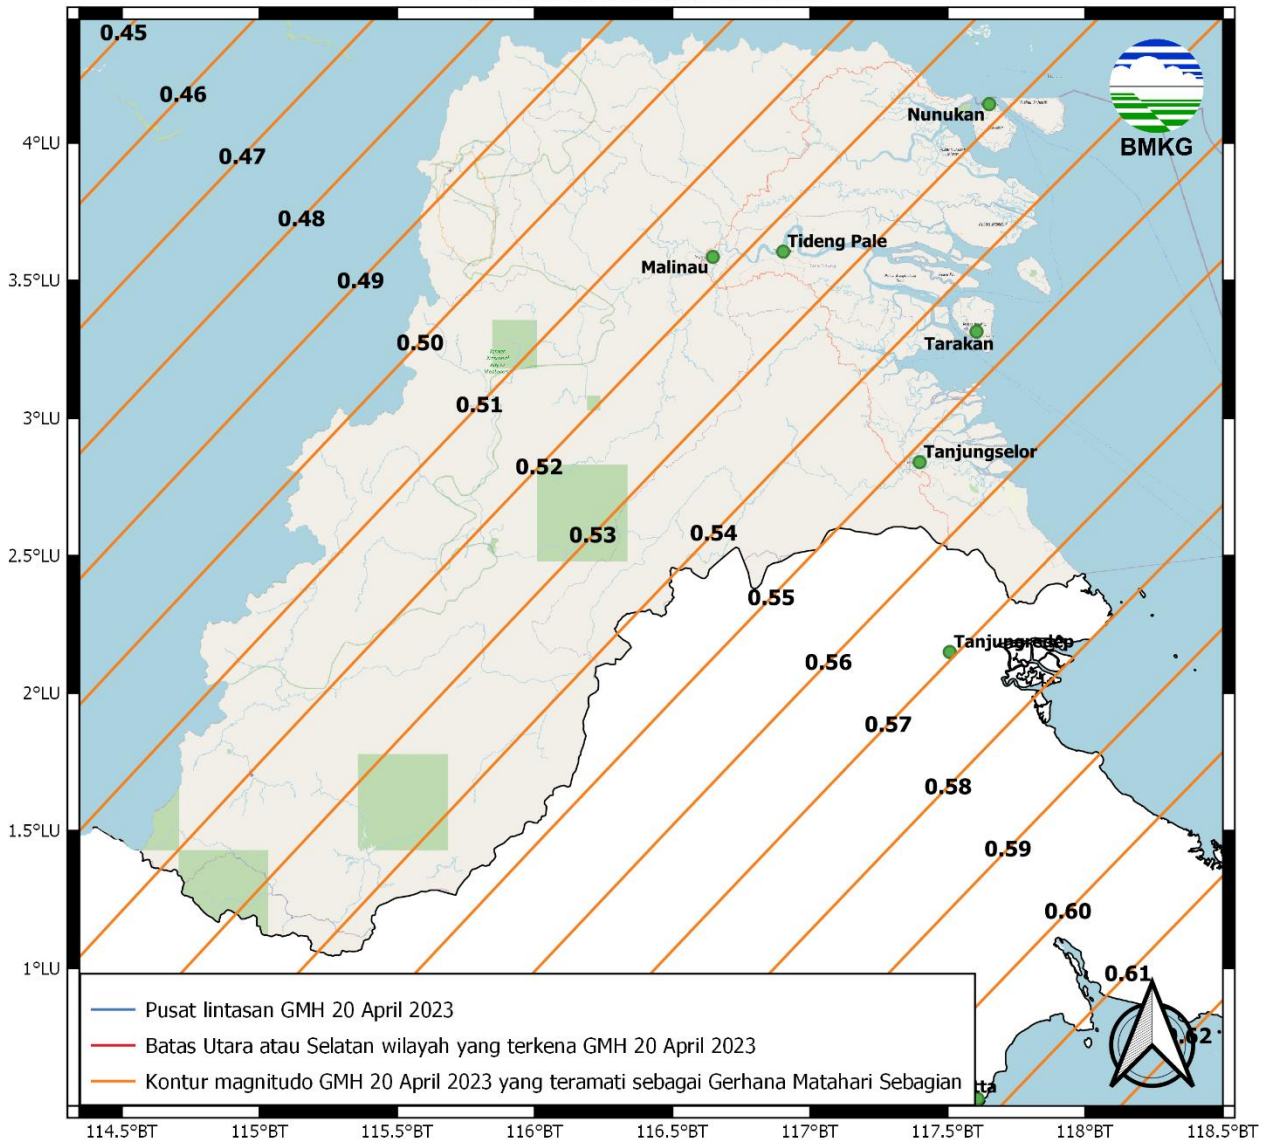 0.45
0.46
0.47
0.48
0.49
0.50
0.51
0.52
0.53
0.54
0.55
0.56
0.57
0.58
0.59
0.60
0.61
.62
BMKG
Nunukan
Tideng Pale
Malinau
Tarakan
Tanjungselor
Tanjungredep
tta
4°LU
3.5°LU
3°LU
2.5°LU
2°LU
1.5°LU
1°LU
Pusat lintasan GMH 20 April 2023
Batas Utara atau Selatan wilayah yang terkena GMH 20 April 2023
Kontur magnitudo GMH 20 April 2023 yang teramati sebagai Gerhana Matahari Sebagian
114.5°BT 115°BT 115.5°BT 116°BT 116.5°BT 117°BT 117.5°BT 118°BT 118.5°BT